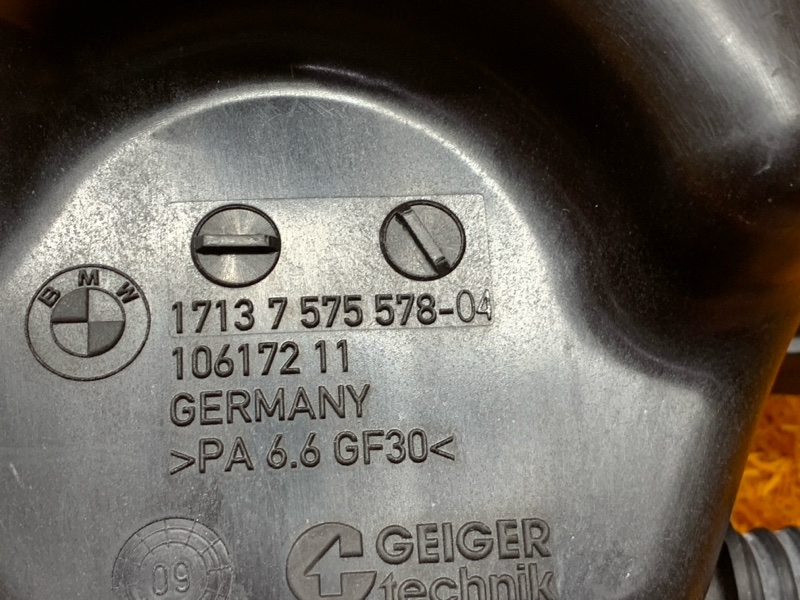 BMW
1713 7 575 578-04
106172 11
GERMANY
>PA 6.6 GF30<
09
GEIGER
technik